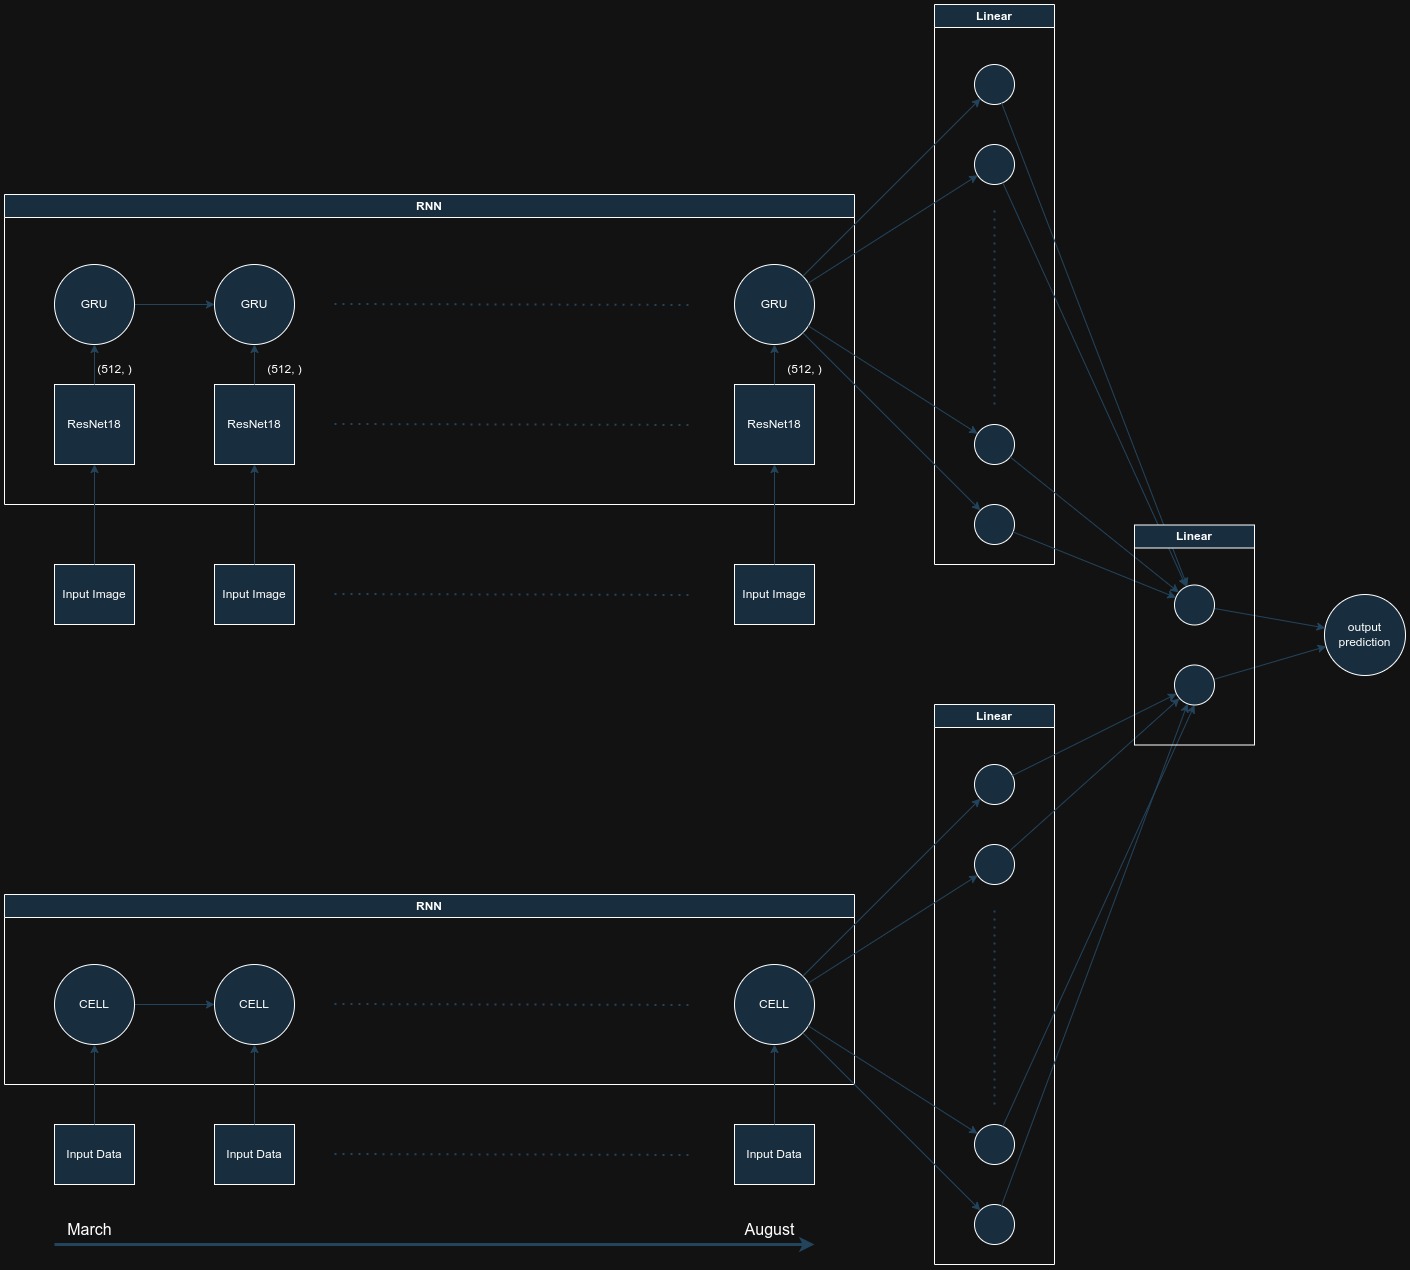 Linear
RNN
GRU
GRU
GRU
(512, )
(512, )
(512, )
ResNet18
ResNet18
ResNet18
Input Image
Input Image
Input Image
Linear
output
prediction
Linear
RNN
CELL
CELL
CELL
Input Data
Input Data
Input Data
March
August